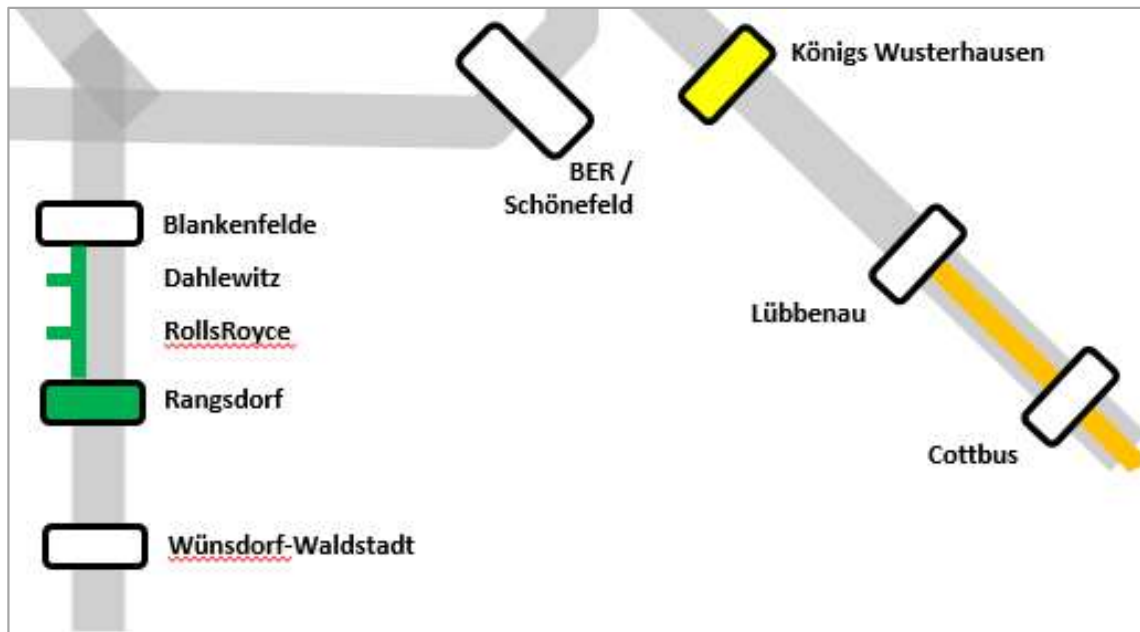 Königs Wusterhausen
BER /
Schönefeld
Blankenfelde
Dahlewitz
RollsRoyce
Lübbenau
Rangsdorf
Cottbus
Wünsdorf-Waldstadt